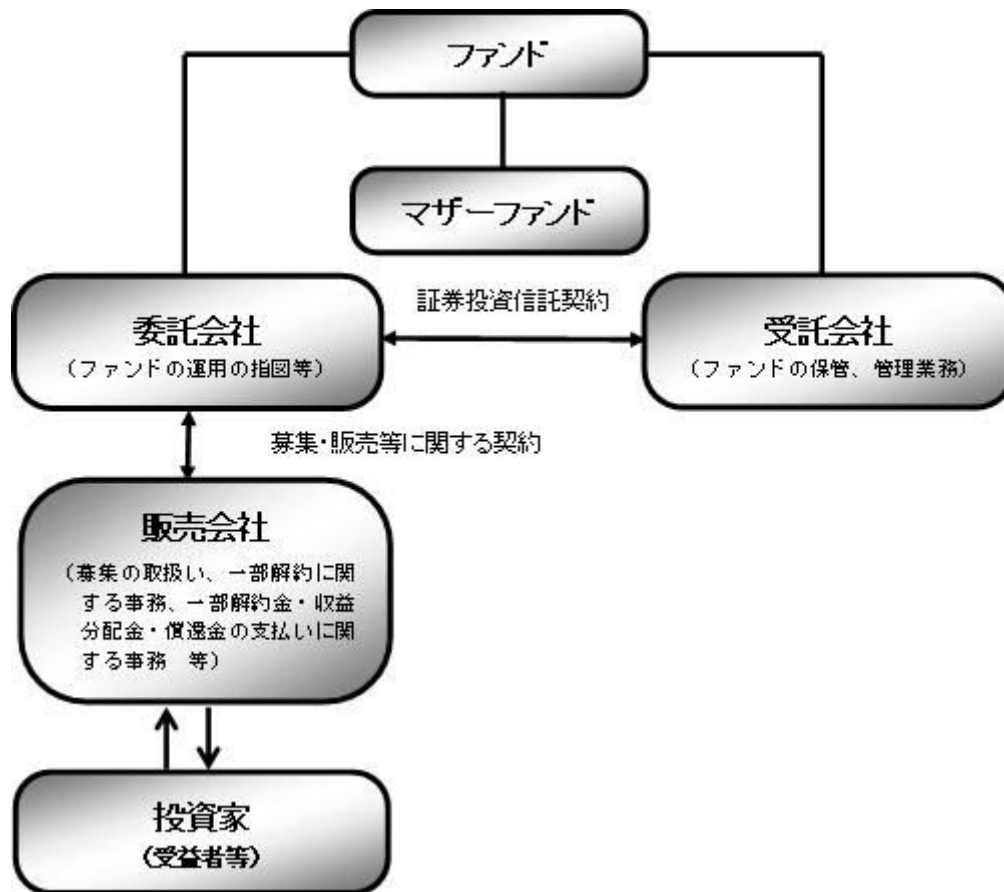 ファンド
マザーファンド
証券投資信託契約
委託会社
（ファンドの運用の指図等）
受託会社
（ファンドの保管、管理業務）
募集・販売等に関する契約
販売会社
（募集の取扱い、一部解約に関
する事務、一部解約金・収益
分配金・償還金の支払いに関
する事務　等）
投資家
（受益者等）